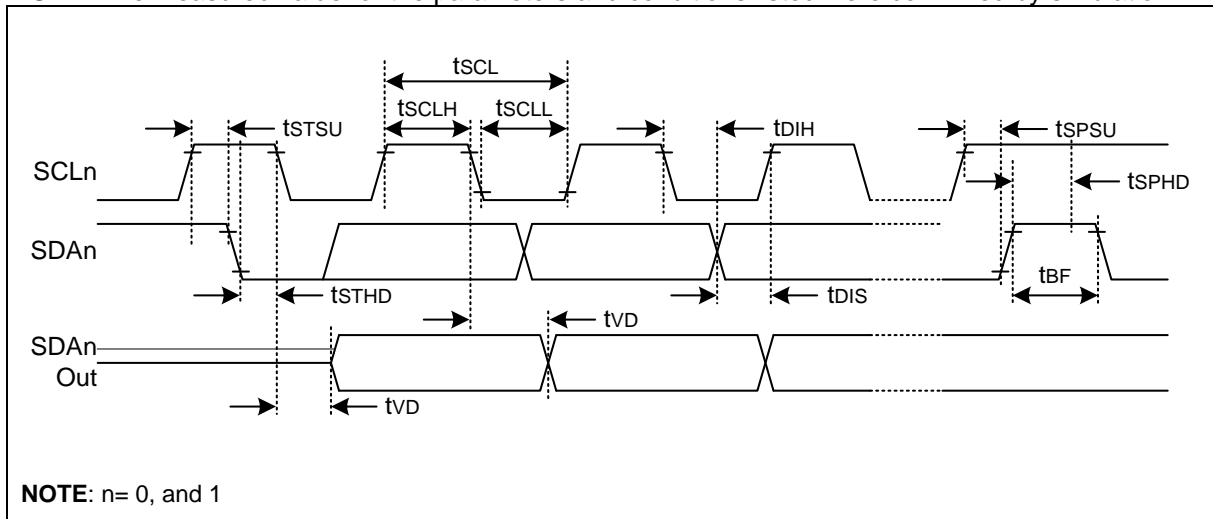 tSCL
tSCLH tSCLL
tSTSU tDIH tSPSU
SCLn
tSPHD
SDAn
tBF
tSTHD tDIS
tVD
SDAn
Out
tVD
NOTE: n= 0, and 1